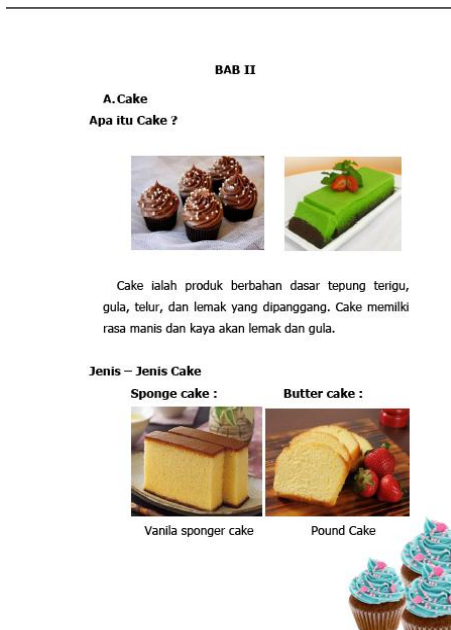 BAB II
A. Cake
Apa itu Cake ?
Cake ialah produk berbahan dasar tepung terigu,
gula, telur, dan lemak yang dipanggang. Cake memilki
rasa manis dan kaya akan lemak dan gula.
Jenis – Jenis Cake
Sponge cake : Butter cake :
Vanila sponger cake Pound Cake